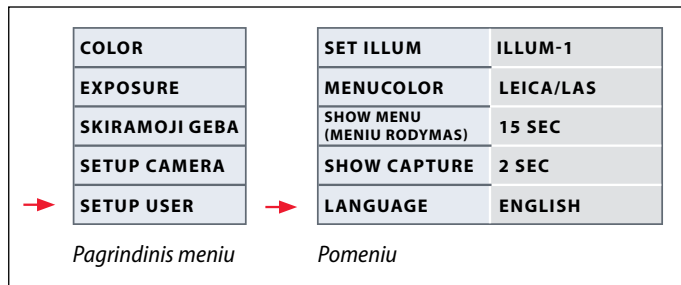 COLOR
EXPOSURE
SKIRAMOJI GEBA
SETUP CAMERA
SETUP USER
Pagrindinis meniu
SET ILLUM ILLUM-1
MENUCOLOR LEICA/LAS
SHOW MENU
(MENIU RODYMAS) 15 SEC
SHOW CAPTURE 2 SEC
LANGUAGE ENGLISH
Pomeniu